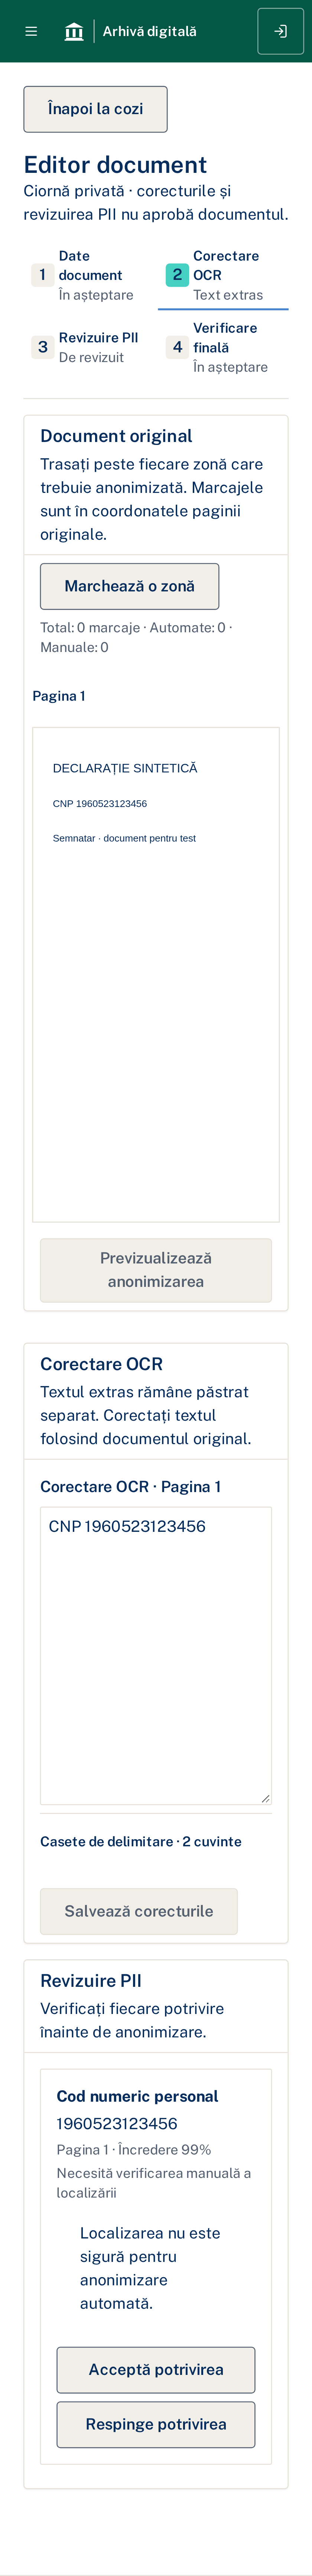 Arhivă digitală
Înapoi la cozi
Editor document
Ciornă privată · corecturile și
revizuirea PII nu aprobă documentul.
1
Date
document
În așteptare
2
Corectare
OCR
Text extras
3
Revizuire PII
De revizuit
4
Verificare
finală
În așteptare
Document original
Trasați peste fiecare zonă care
trebuie anonimizată. Marcajele
sunt în coordonatele paginii
originale.
Marchează o zonă
Total: 0 marcaje · Automate: 0 ·
Manuale: 0
Pagina 1
DECLARAȚIE SINTETICĂ
CNP 1960523123456
Semnatar · document pentru test
Previzualizează
anonimizarea
Corectare OCR
Textul extras rămâne păstrat
separat. Corectați textul
folosind documentul original.
Corectare OCR · Pagina 1
CNP 1960523123456
Casete de delimitare · 2 cuvinte
Salvează corecturile
Revizuire PII
Verificați fiecare potrivire
înainte de anonimizare.
Cod numeric personal
1960523123456
Pagina 1 · Încredere 99%
Necesită verificarea manuală a
localizării
Localizarea nu este
sigură pentru
anonimizare
automată.
Acceptă potrivirea
Respinge potrivirea